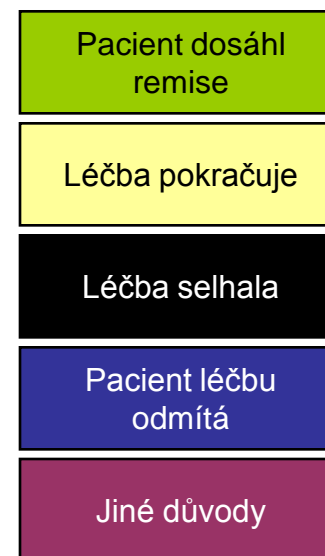 Pacient dosáhl
remise
Léčba pokračuje
Léčba selhala
Pacient léčbu
odmítá
Jiné důvody